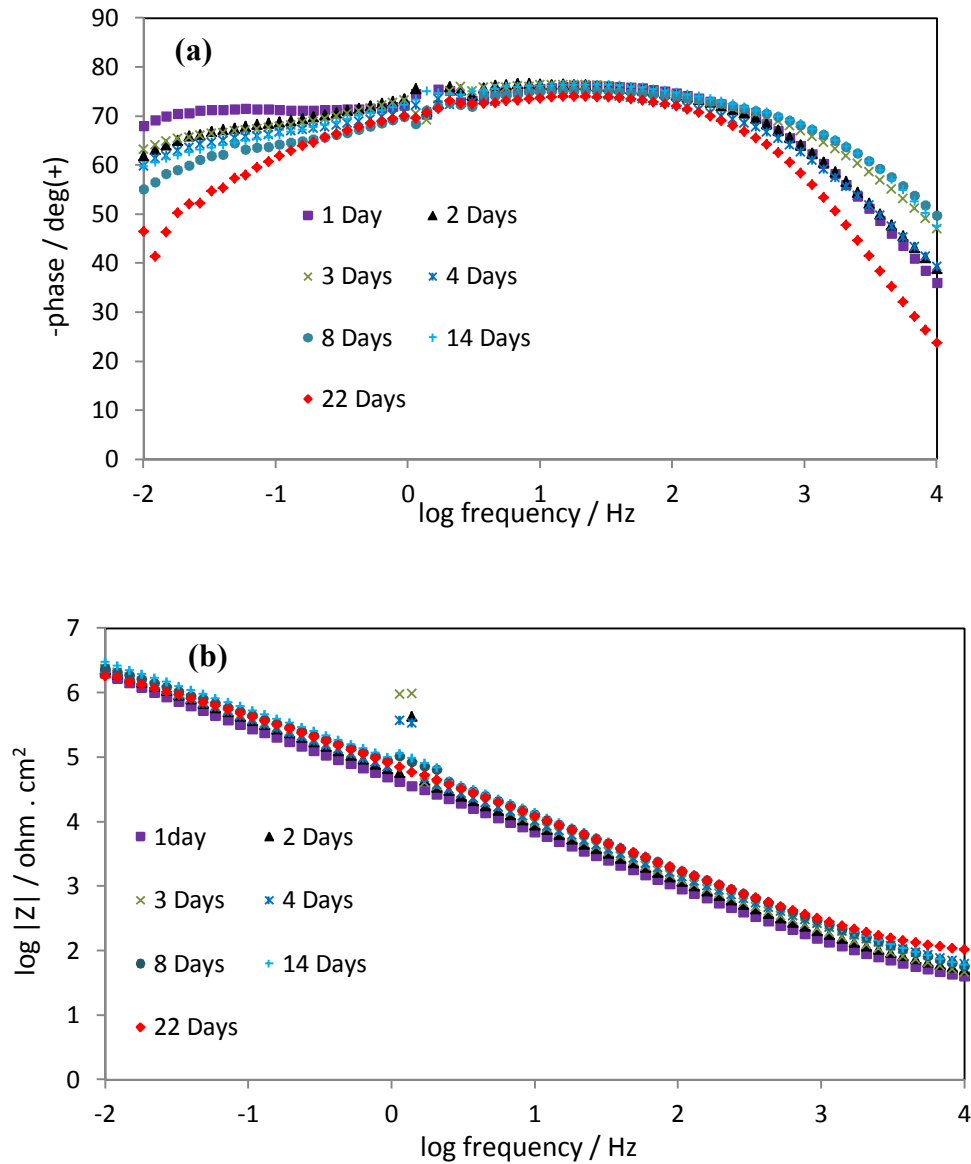 90
80
70
60
50
40
30
20
10
0
(a)
-phase / deg(+)
1 Day 2 Days
3 Days 4 Days
8 Days 14 Days
22 Days
-2 -1 0 1 2 3 4
log frequency / Hz
7
6
5
4
3
2
1
0
(b)
log |Z| / ohm . cm²
1day 2 Days
3 Days 4 Days
8 Days 14 Days
22 Days
-2 -1 0 1 2 3 4
log frequency / Hz